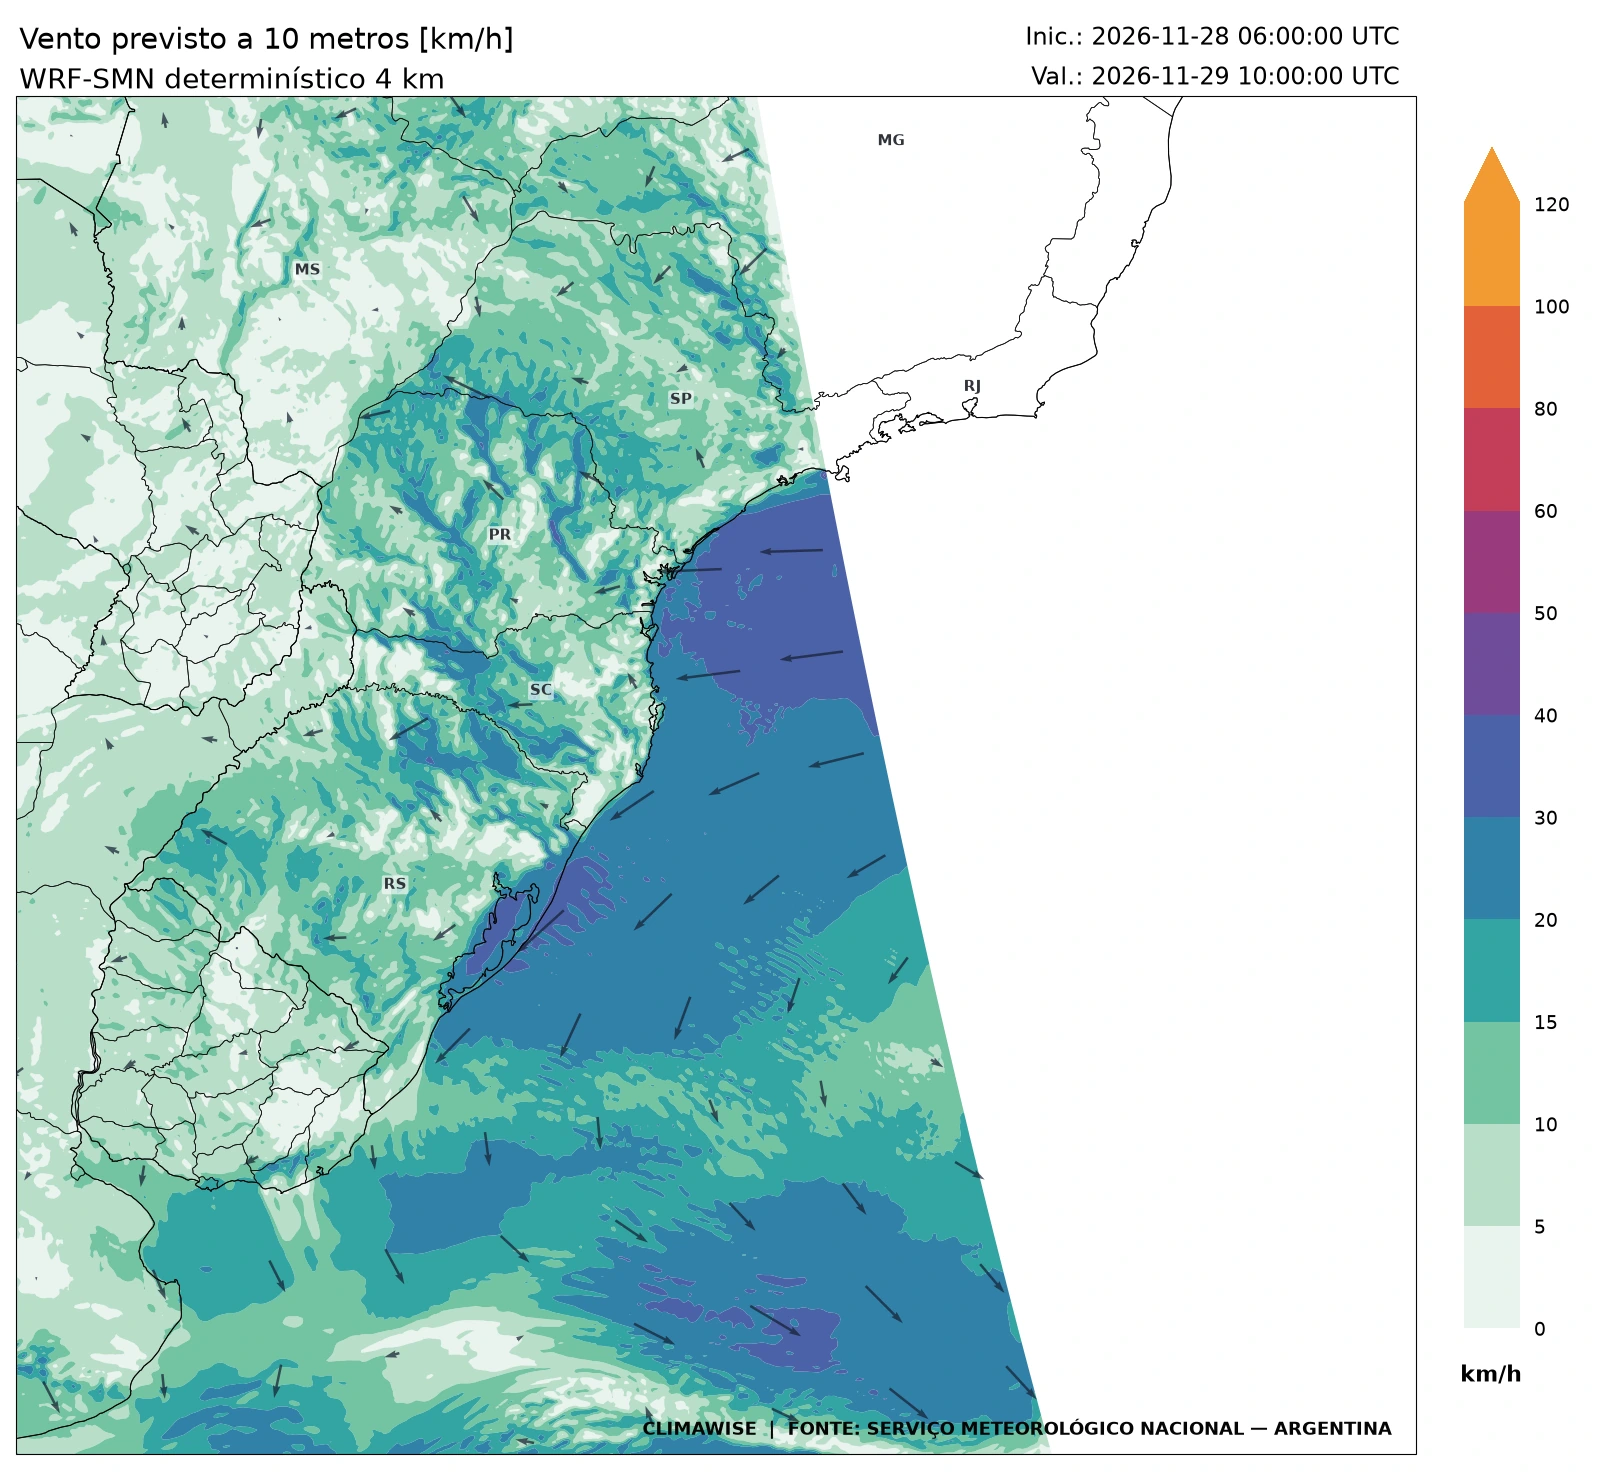 Vento previsto a 10 metros [km/h]
WRF-SMN determinístico 4 km
Inic.: 2026-11-28 06:00:00 UTC
Val.: 2026-11-29 10:00:00 UTC
MG
MS
RJ
SP
PR
SC
RS
120
100
80
60
50
40
30
20
15
10
5
0
km/h
CLIMAWISE | FONTE: SERVIÇO METEOROLÓGICO NACIONAL — ARGENTINA